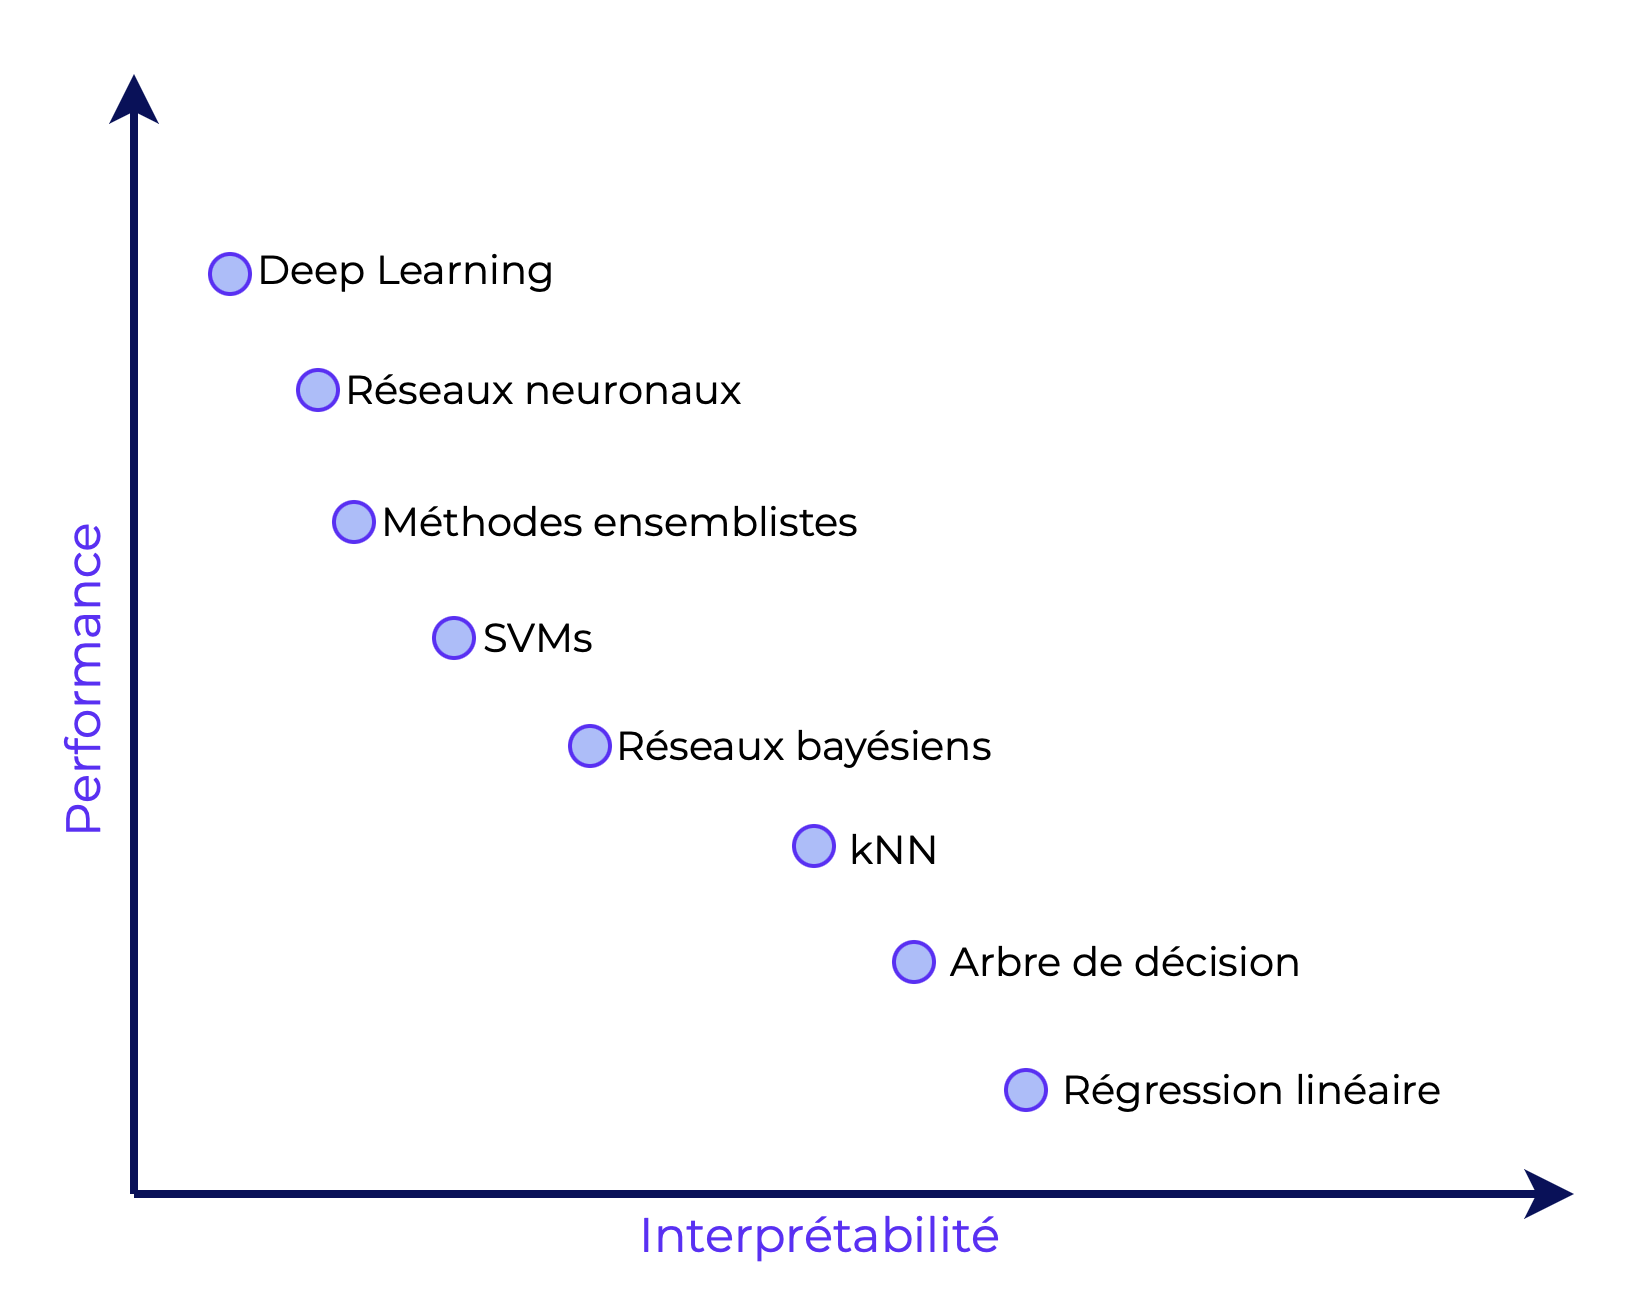 Deep Learning
Réseaux neuronaux
Méthodes ensemblistes
SVMs
Réseaux bayésiens
kNN
Arbre de décision
Régression linéaire
Performance
Interprétabilité